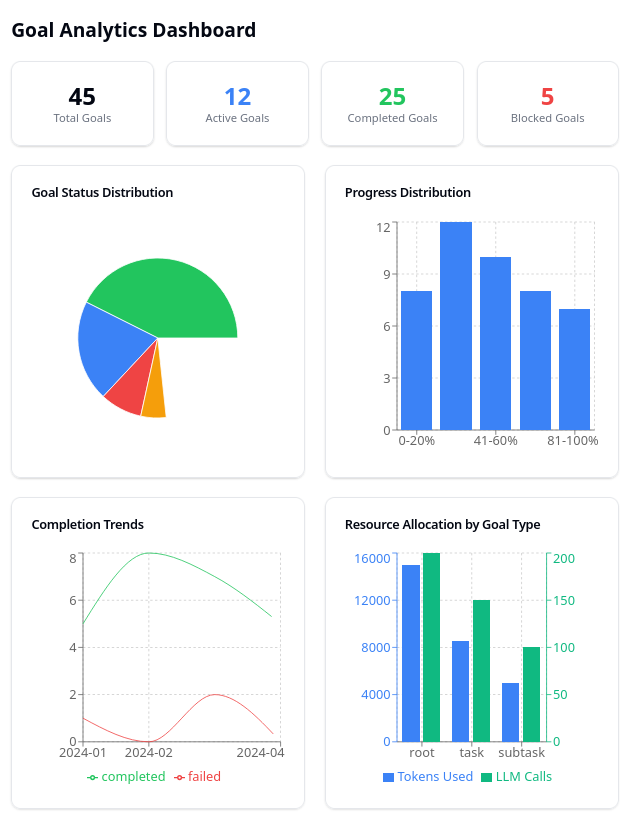 Goal Analytics Dashboard
45
Total Goals
12
Active Goals
25
Completed Goals
5
Blocked Goals
Goal Status Distribution
Progress Distribution
12
9
6
3
0
0-20%
41-60%
81-100%
Completion Trends
8
6
4
2
0
2024-01
2024-02
2024-04
completed
failed
Resource Allocation by Goal Type
16000
12000
8000
4000
0
200
150
100
50
0
root
task
subtask
Tokens Used
LLM Calls